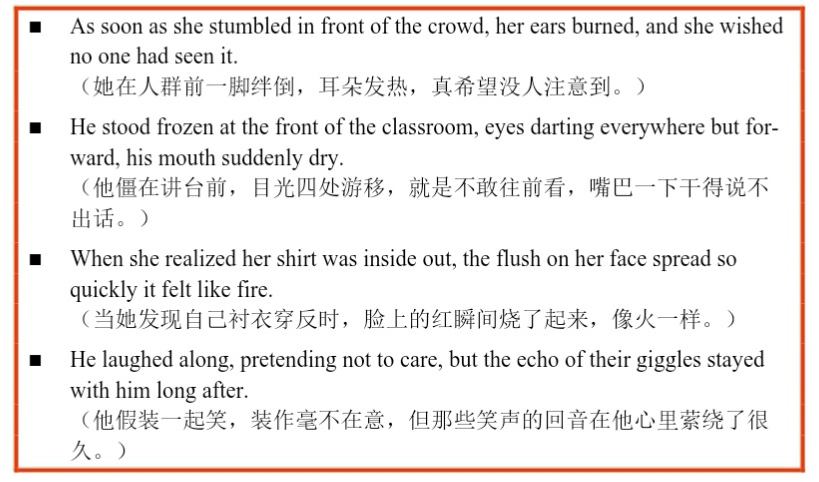 ■ As soon as she stumbled in front of the crowd, her ears burned, and she wished
no one had seen it.
（她在人群前一脚绊倒，耳朵发热，真希望没人注意到。）
■ He stood frozen at the front of the classroom, eyes darting everywhere but for-
ward, his mouth suddenly dry.
（他僵在讲台前，目光四处游移，就是不敢往前看，嘴巴一下干得说不
出话。）
■ When she realized her shirt was inside out, the flush on her face spread so
quickly it felt like fire.
（当她发现自己衬衣穿反时，脸上的红瞬间烧了起来，像火一样。）
■ He laughed along, pretending not to care, but the echo of their giggles stayed
with him long after.
（他假装一起笑，装作毫不在意，但那些笑声的回音在他心里萦绕了很
久。）